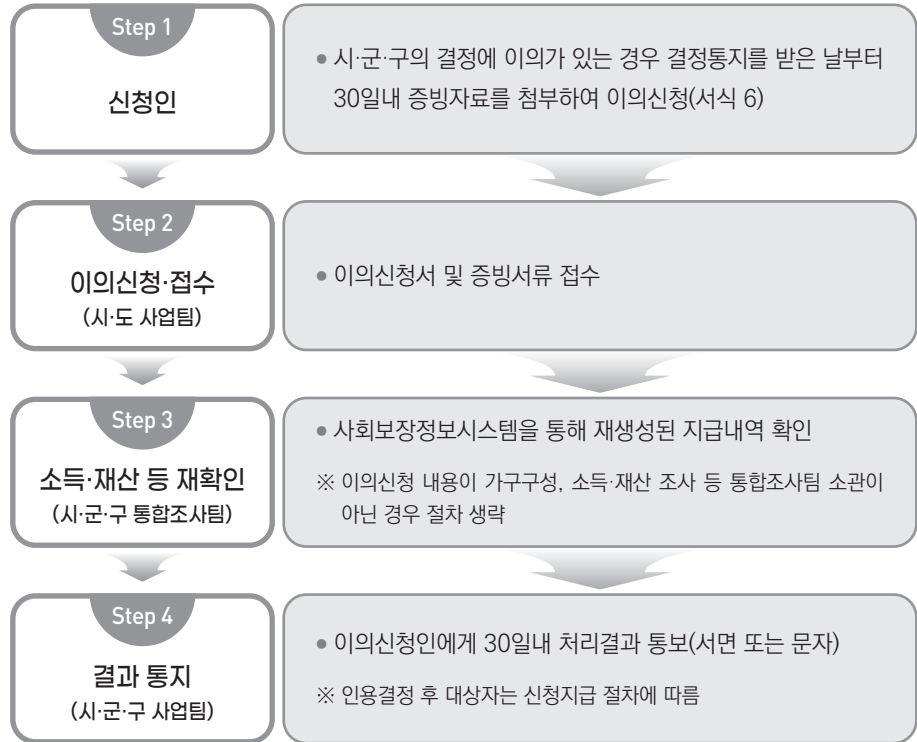 Step 1
신청인
● 시·군·구의 결정에 이의가 있는 경우 결정통지를 받은 날부터
30일내 증빙자료를 첨부하여 이의신청(서식 6)
Step 2
이의신청·접수
(시·도 사업팀)
● 이의신청서 및 증빙서류 접수
Step 3
소득·재산 등 재확인
(시·군·구 통합조사팀)
● 사회보장정보시스템을 통해 재생성된 지급내역 확인
※ 이의신청 내용이 가구구성, 소득·재산 조사 등 통합조사팀 소관이
아닌 경우 절차 생략
Step 4
결과 통지
(시·군·구 사업팀)
● 이의신청인에게 30일내 처리결과 통보(서면 또는 문자)
※ 인용결정 후 대상자는 신청지급 절차에 따름